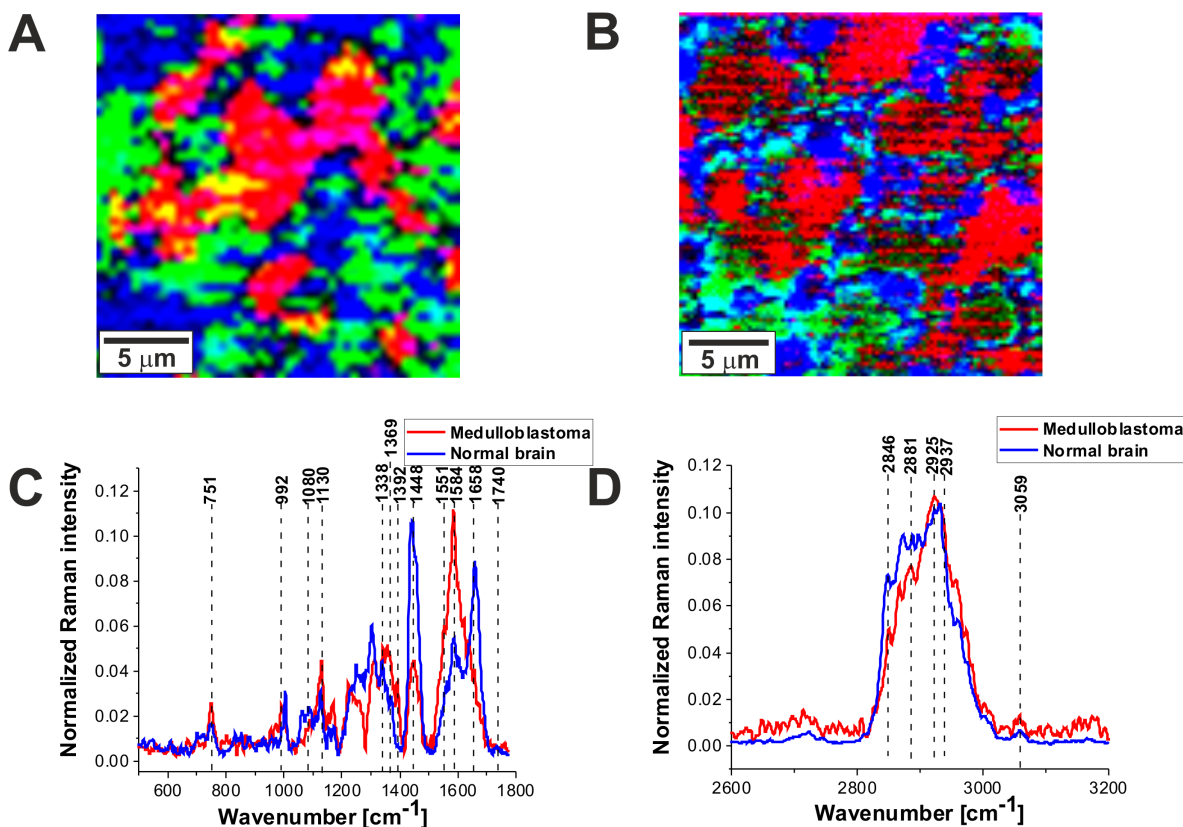 A
B
5 μm
5 μm
C
Medulloblastoma
Normal brain
751
992
1080
1130
1338
1369
1392
1448
1551
1584
1658
1740
0.12
0.10
0.08
0.06
0.04
0.02
0.00
Normalized Raman intensity
600 800 1000 1200 1400 1600 1800
Wavenumber [cm⁻¹]
D
Medulloblastoma
Normal brain
2846
2881
2925
2937
3059
0.12
0.10
0.08
0.06
0.04
0.02
0.00
Normalized Raman intensity
2600 2800 3000 3200
Wavenumber [cm⁻¹]